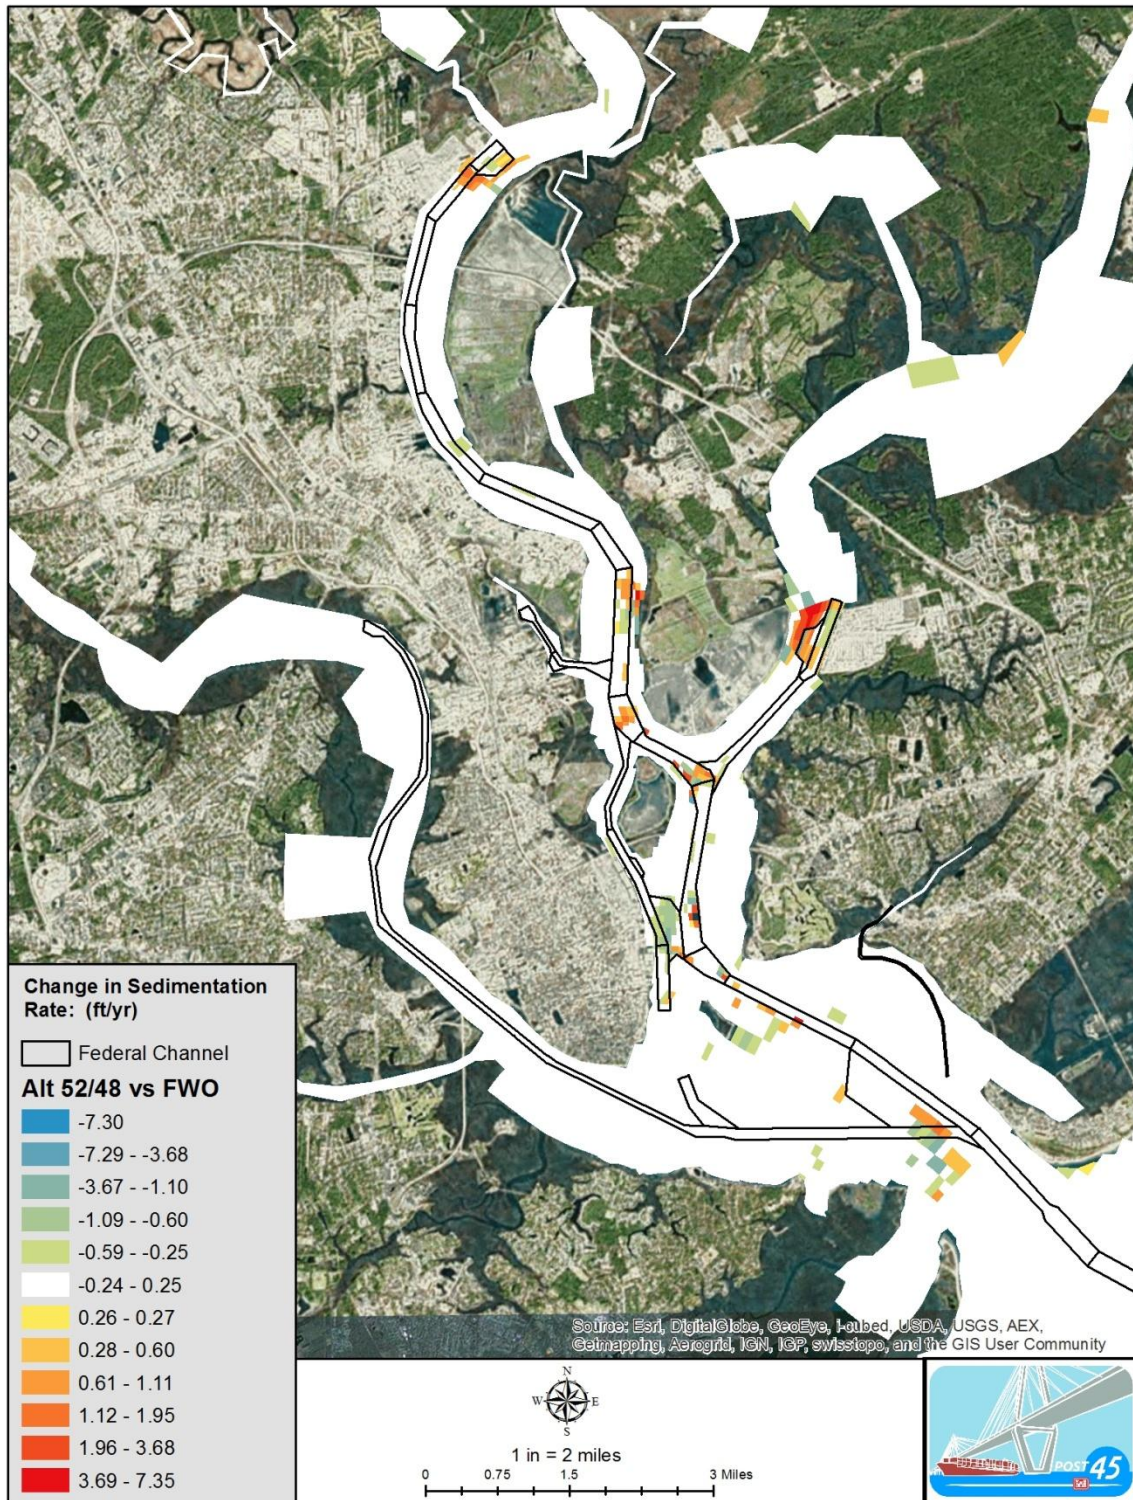 Change in Sedimentation
Rate: (ft/yr)
Federal Channel
Alt 52/48 vs FWO
-7.30
-7.29 - -3.68
-3.67 - -1.10
-1.09 - -0.60
-0.59 - -0.25
-0.24 - 0.25
0.26 - 0.27
0.28 - 0.60
0.61 - 1.11
1.12 - 1.95
1.96 - 3.68
3.69 - 7.35
Source: Esri, DigitalGlobe, GeoEye, i-cubed, USDA, USGS, AEX,
Getmapping, Aerogrid, IGN, IGP, swisstopo, and the GIS User Community
N
W E
S
1 in = 2 miles
0 0.75 1.5 3 Miles
POST 45